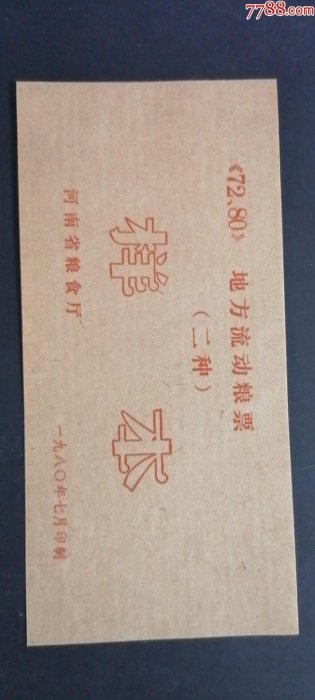 7788.com
《72、80》 地方流动粮票
（二种）
样本
河南省粮食厅
一九八〇年七月印制